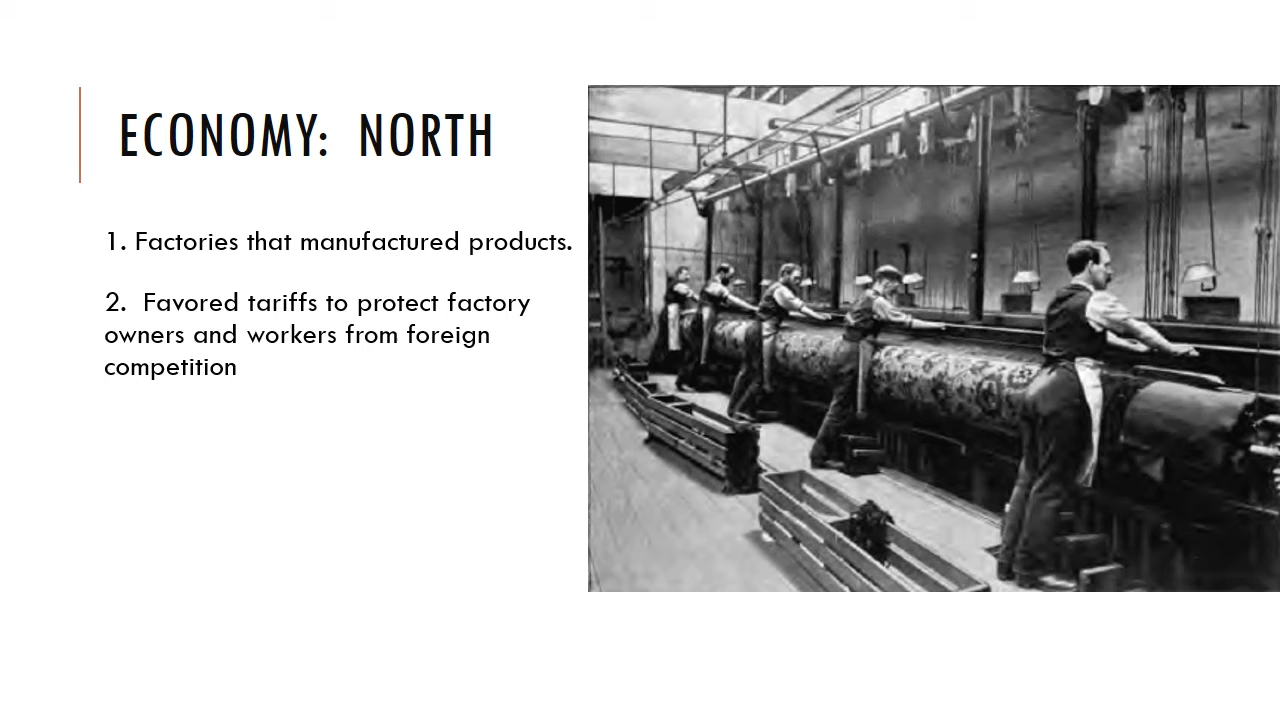 ECONOMY:  NORTH
1. Factories that manufactured products.
2.  Favored tariffs to protect factory
owners and workers from foreign
competition